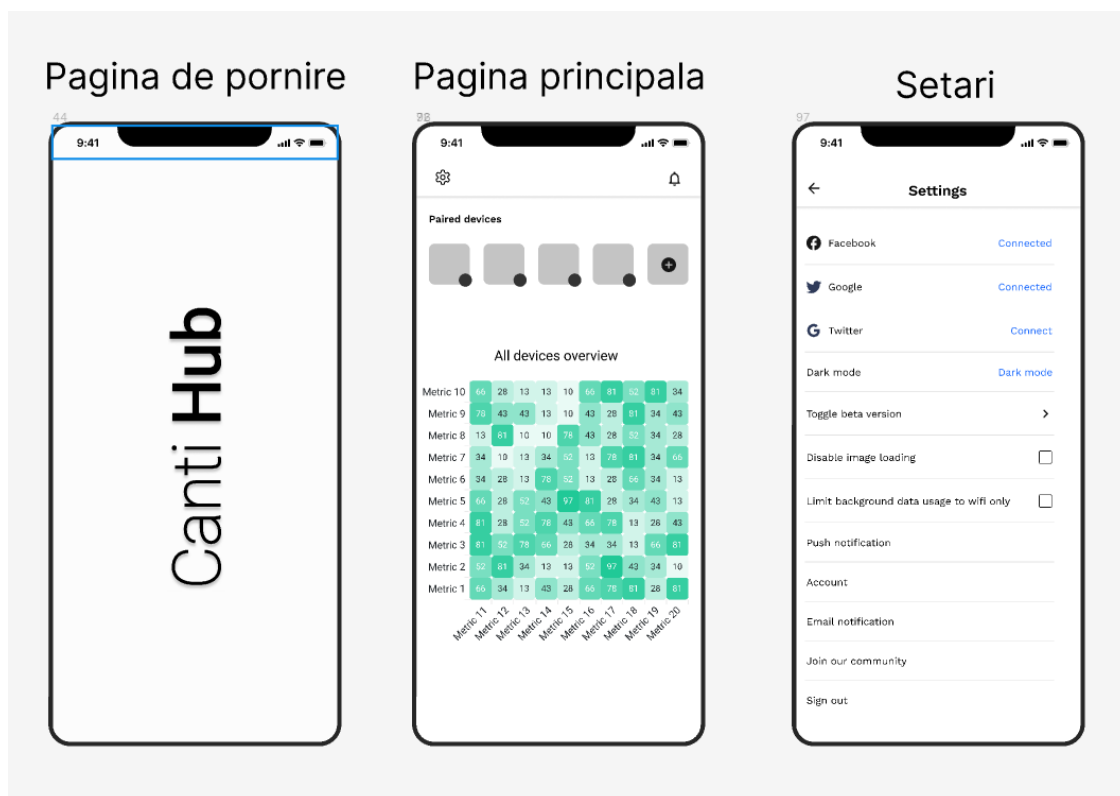 Pagina de pornire
44
9:41
Canti Hub
Pagina principala
9:41
Paired devices
All devices overview
Metric 10 66 28 13 13 10 66 81 52 81 34
Metric 9 78 43 43 13 10 43 28 81 34 43
Metric 8 13 81 10 10 78 43 28 52 34 28
Metric 7 34 10 13 34 52 13 78 81 34 66
Metric 6 34 28 13 78 52 13 28 66 34 13
Metric 5 66 28 52 43 97 81 28 34 43 13
Metric 4 81 28 52 78 43 66 78 13 28 43
Metric 3 81 52 78 66 28 34 34 13 66 81
Metric 2 52 81 34 13 13 52 97 43 34 10
Metric 1 66 34 13 43 28 66 78 81 28 81
Metric 11 Metric 12 Metric 13 Metric 14 Metric 15 Metric 16 Metric 17 Metric 18 Metric 19 Metric 20
Setari
97
9:41
Settings
Facebook Connected
Google Connected
Twitter Connect
Dark mode Dark mode
Toggle beta version
Disable image loading
Limit background data usage to wifi only
Push notification
Account
Email notification
Join our community
Sign out